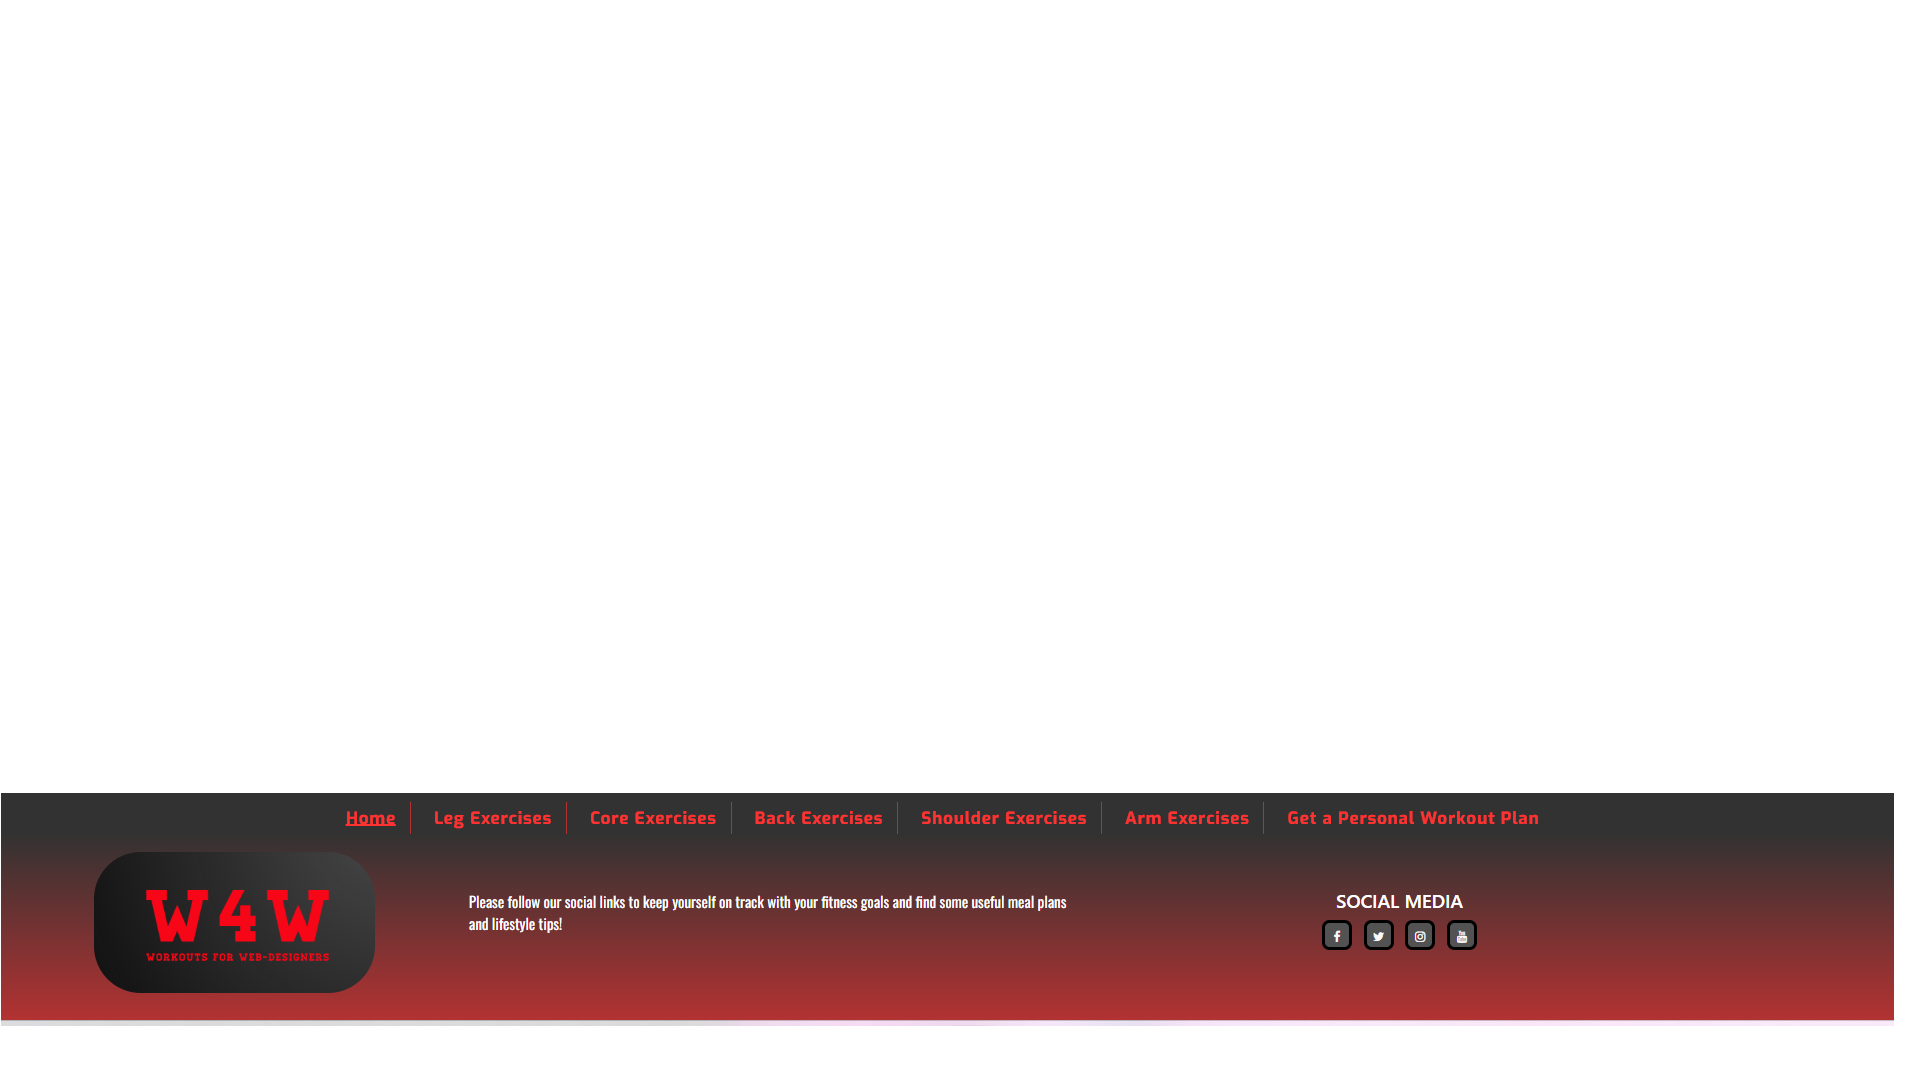 Home Leg Exercises Core Exercises Back Exercises Shoulder Exercises Arm Exercises Get a Personal Workout Plan
W4W
WORKOUTS FOR WEB-DESIGNERS
Please follow our social links to keep yourself on track with your fitness goals and find some useful meal plans
and lifestyle tips!
SOCIAL MEDIA